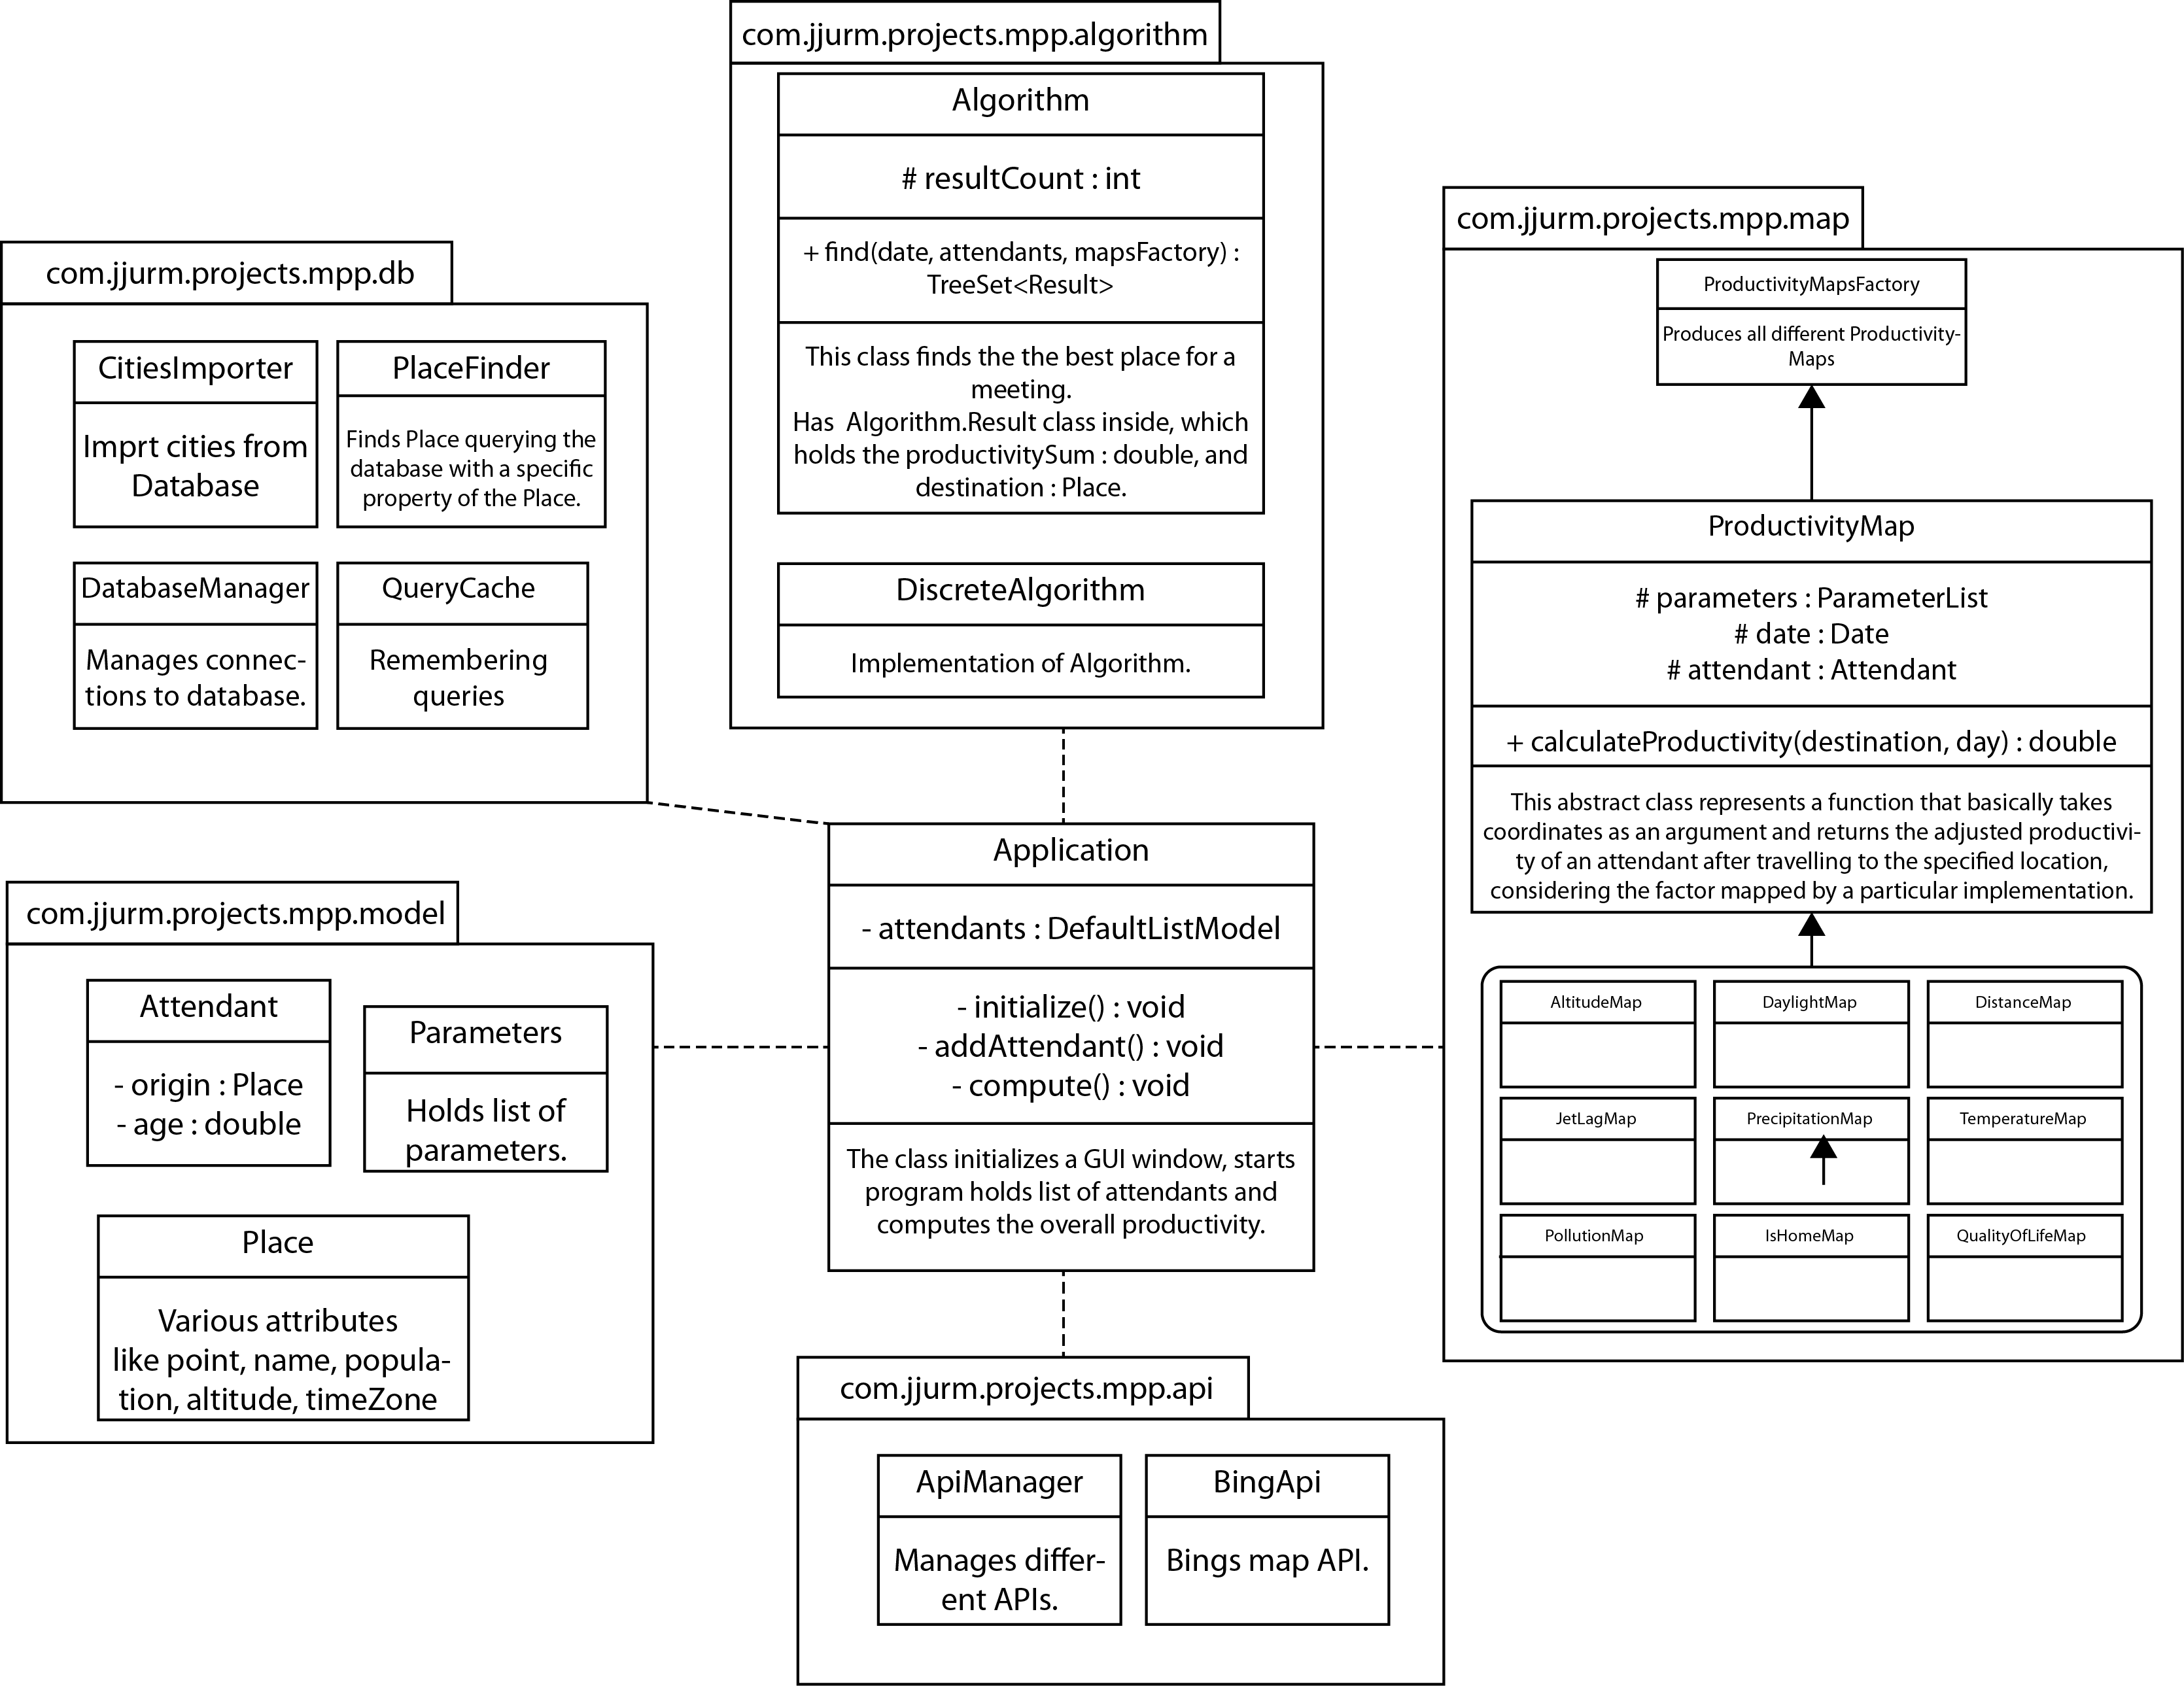 com.jjurm.projects.mpp.algorithm
Algorithm
# resultCount : int
+ find(date, attendants, mapsFactory) :
TreeSet<Result>
This class finds the the best place for a
meeting.
Has  Algorithm.Result class inside, which
holds the productivitySum : double, and
destination : Place.
DiscreteAlgorithm
Implementation of Algorithm.
com.jjurm.projects.mpp.db
CitiesImporter
Imprt cities from
Database
PlaceFinder
Finds Place querying the
database with a specific
property of the Place.
DatabaseManager
Manages connec-
tions to database.
QueryCache
Remembering
queries
com.jjurm.projects.mpp.map
ProductivityMapsFactory
Produces all different Productivity-
Maps
ProductivityMap
# parameters : ParameterList
# date : Date
# attendant : Attendant
+ calculateProductivity(destination, day) : double
This abstract class represents a function that basically takes
coordinates as an argument and returns the adjusted productivi-
ty of an attendant after travelling to the specified location,
considering the factor mapped by a particular implementation.
AltitudeMap
DaylightMap
DistanceMap
JetLagMap
PrecipitationMap
TemperatureMap
PollutionMap
IsHomeMap
QualityOfLifeMap
Application
- attendants : DefaultListModel
- initialize() : void
- addAttendant() : void
- compute() : void
The class initializes a GUI window, starts
program holds list of attendants and
computes the overall productivity.
com.jjurm.projects.mpp.model
Attendant
- origin : Place
- age : double
Parameters
Holds list of
parameters.
Place
Various attributes
like point, name, popula-
tion, altitude, timeZone
com.jjurm.projects.mpp.api
ApiManager
Manages differ-
ent APIs.
BingApi
Bings map API.